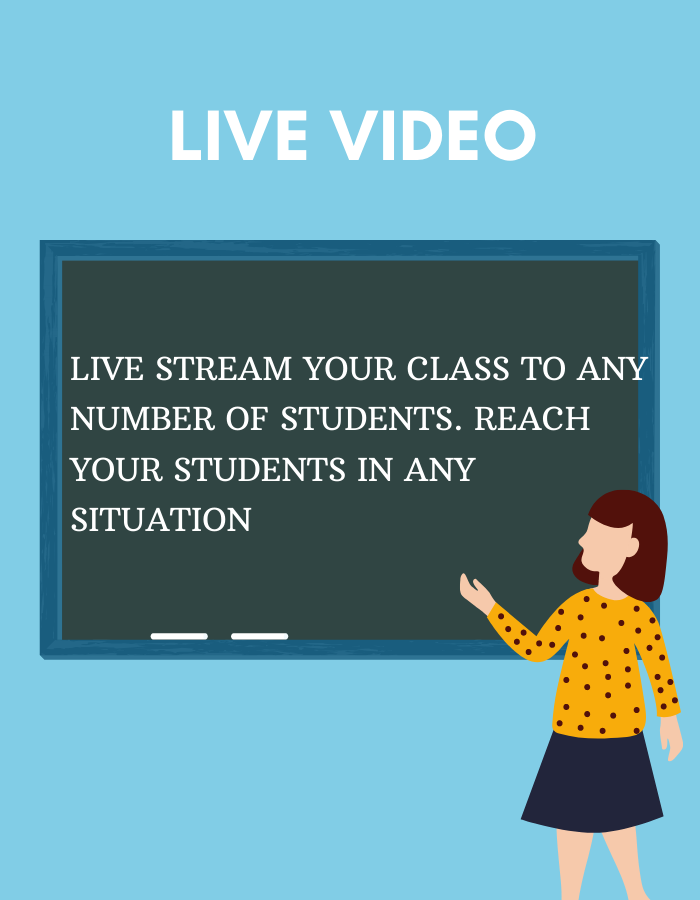 LIVE VIDEO
LIVE STREAM YOUR CLASS TO ANY
NUMBER OF STUDENTS. REACH
YOUR STUDENTS IN ANY
SITUATION